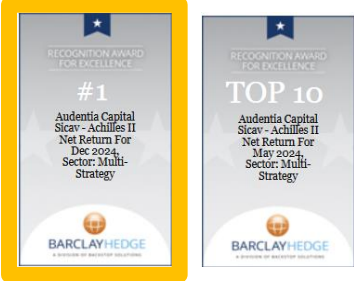 RECOGNITION AWARD
FOR EXCELLENCE
#1
Audentia Capital
Sicav - Achilles II
Net Return For
Dec 2024,
Sector: Multi-
Strategy
BARCLAYHEDGE
A DIVISION OF BACKSTOP SOLUTIONS
RECOGNITION AWARD
FOR EXCELLENCE
TOP 10
Audentia Capital
Sicav - Achilles II
Net Return For
May 2024,
Sector: Multi-
Strategy
BARCLAYHEDGE
A DIVISION OF BACKSTOP SOLUTIONS